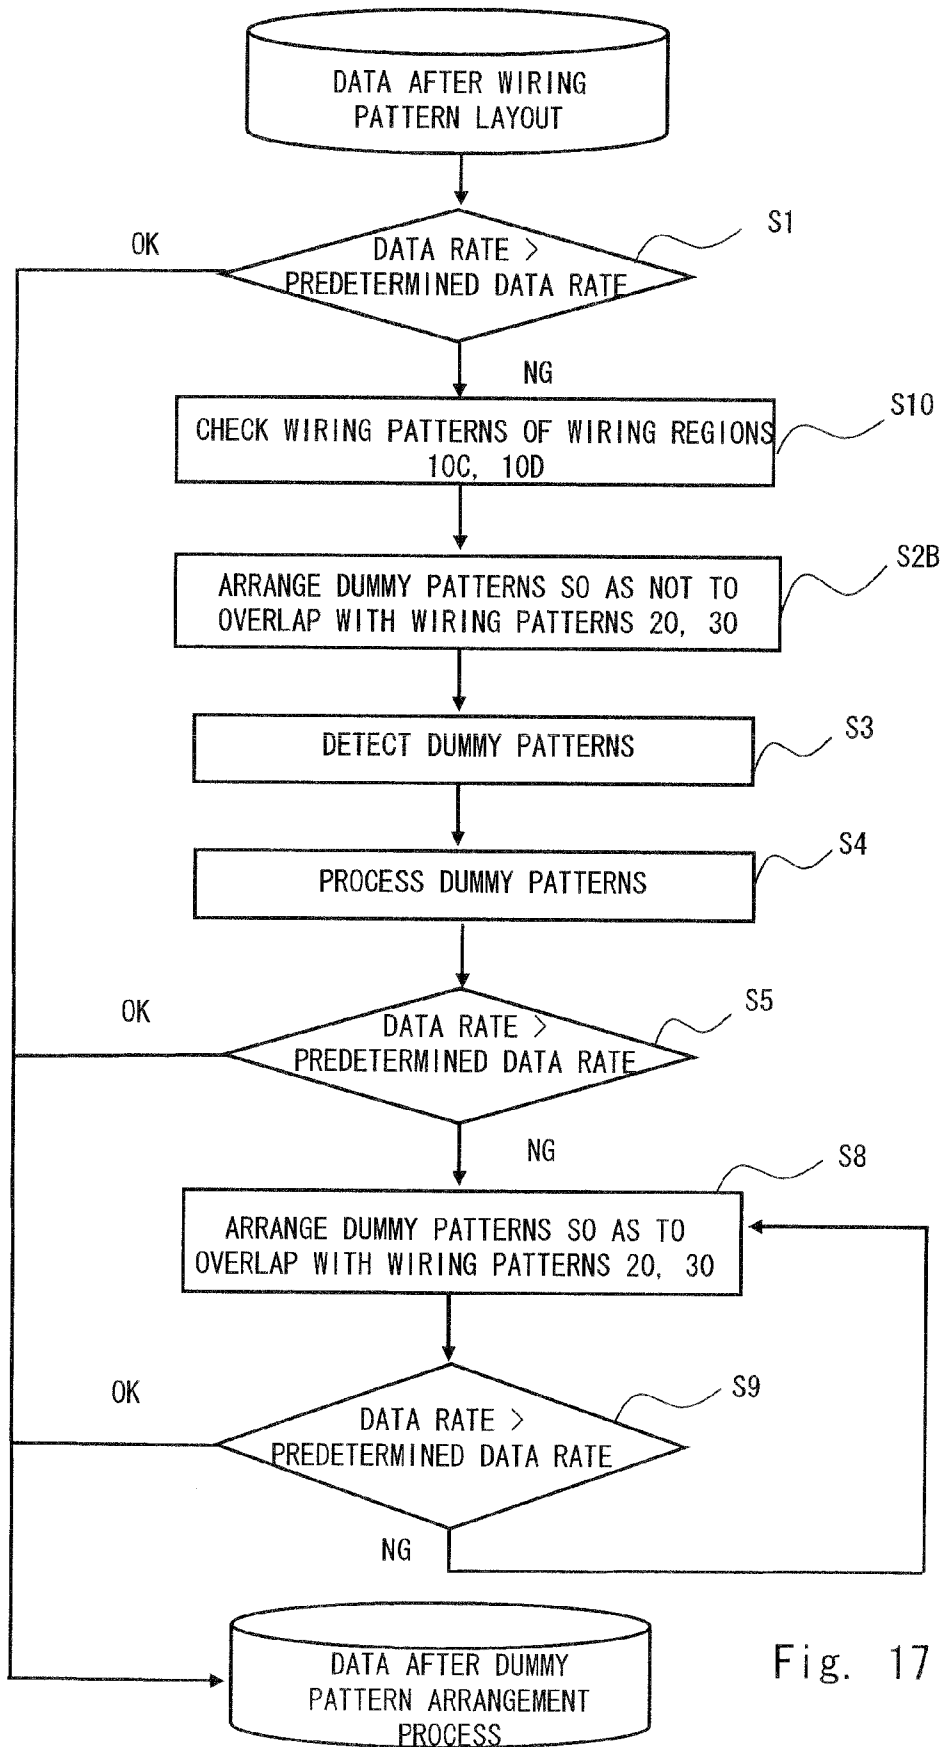 DATA AFTER WIRING
PATTERN LAYOUT
S1
OK
DATA RATE >
PREDETERMINED DATA RATE
NG
S10
CHECK WIRING PATTERNS OF WIRING REGIONS
10C, 10D
S2B
ARRANGE DUMMY PATTERNS SO AS NOT TO
OVERLAP WITH WIRING PATTERNS 20, 30
S3
DETECT DUMMY PATTERNS
S4
PROCESS DUMMY PATTERNS
S5
OK
DATA RATE >
PREDETERMINED DATA RATE
NG
S8
ARRANGE DUMMY PATTERNS SO AS TO
OVERLAP WITH WIRING PATTERNS 20, 30
S9
OK
DATA RATE >
PREDETERMINED DATA RATE
NG
DATA AFTER DUMMY
PATTERN ARRANGEMENT
PROCESS
Fig. 17